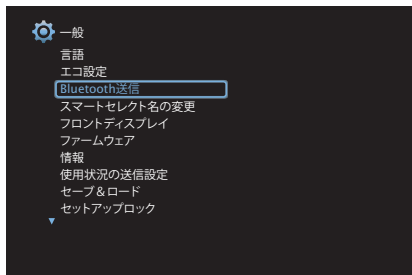 一般
言語
エコ設定
Bluetooth送信
スマートセレクト名の変更
フロントディスプレイ
ファームウェア
情報
使用状況の送信設定
セーブ＆ロード
セットアップロック